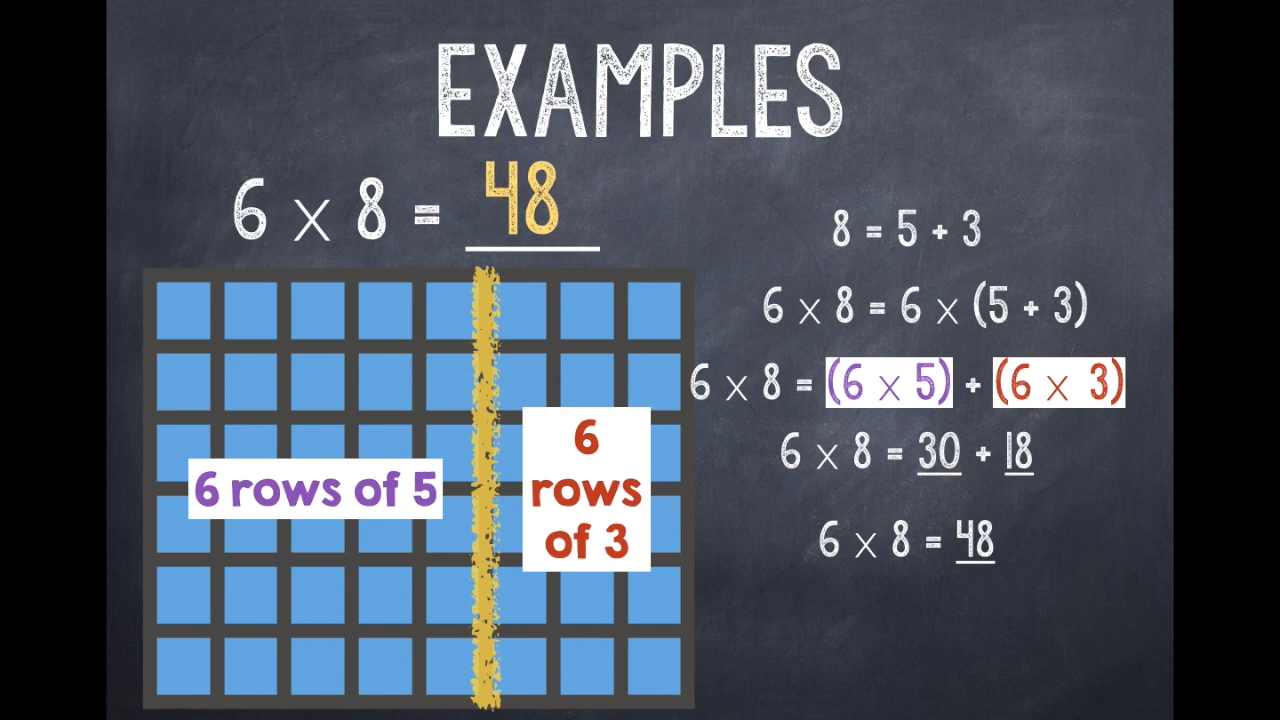 EXAMPLES
6 × 8 = 48
8 = 5 + 3
6 × 8 = 6 × (5 + 3)
6 × 8 = (6 × 5) + (6 × 3)
6 × 8 = 30 + 18
6 × 8 = 48
6 rows of 5
6
rows
of 3